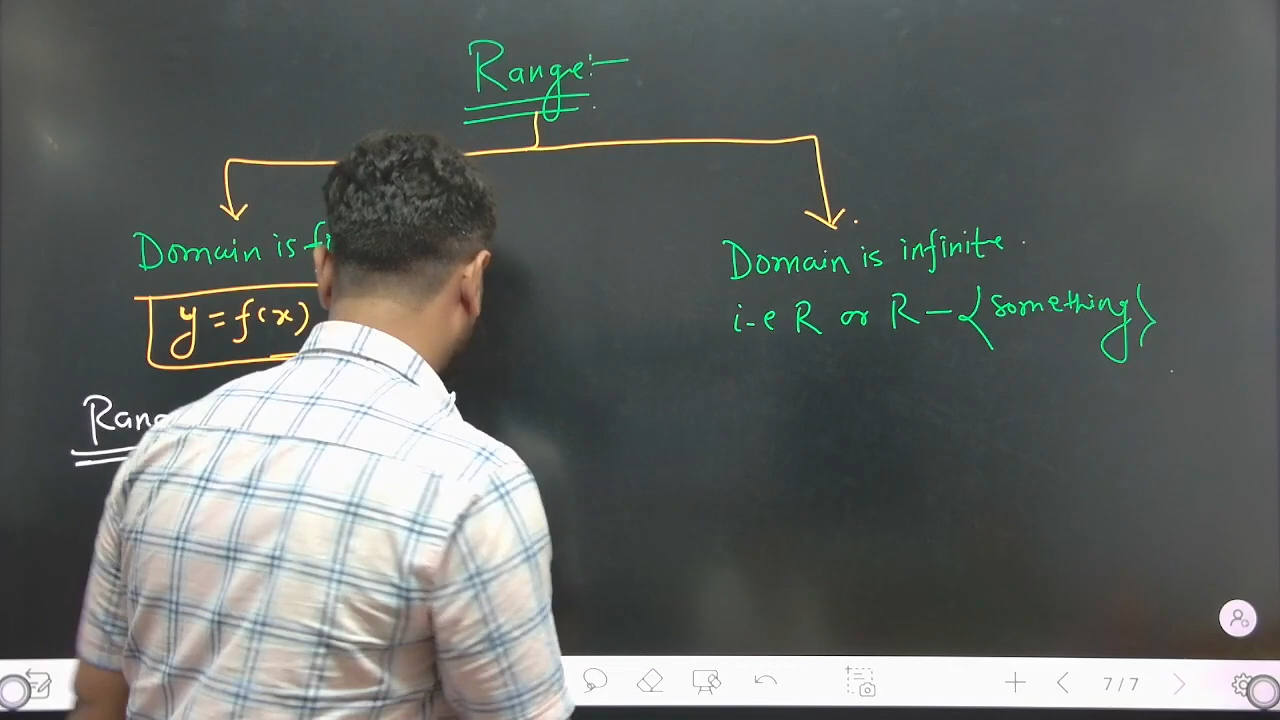 Range:-
Domain is
y = f(x)
Domain is infinite.
i-e R or R - {something}
7/7